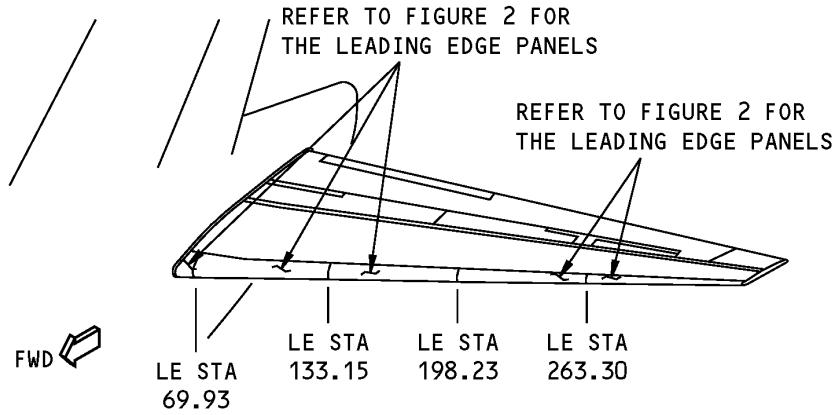 REFER TO FIGURE 2 FOR
THE LEADING EDGE PANELS
REFER TO FIGURE 2 FOR
THE LEADING EDGE PANELS
FWD
LE STA
69.93
LE STA
133.15
LE STA
198.23
LE STA
263.30